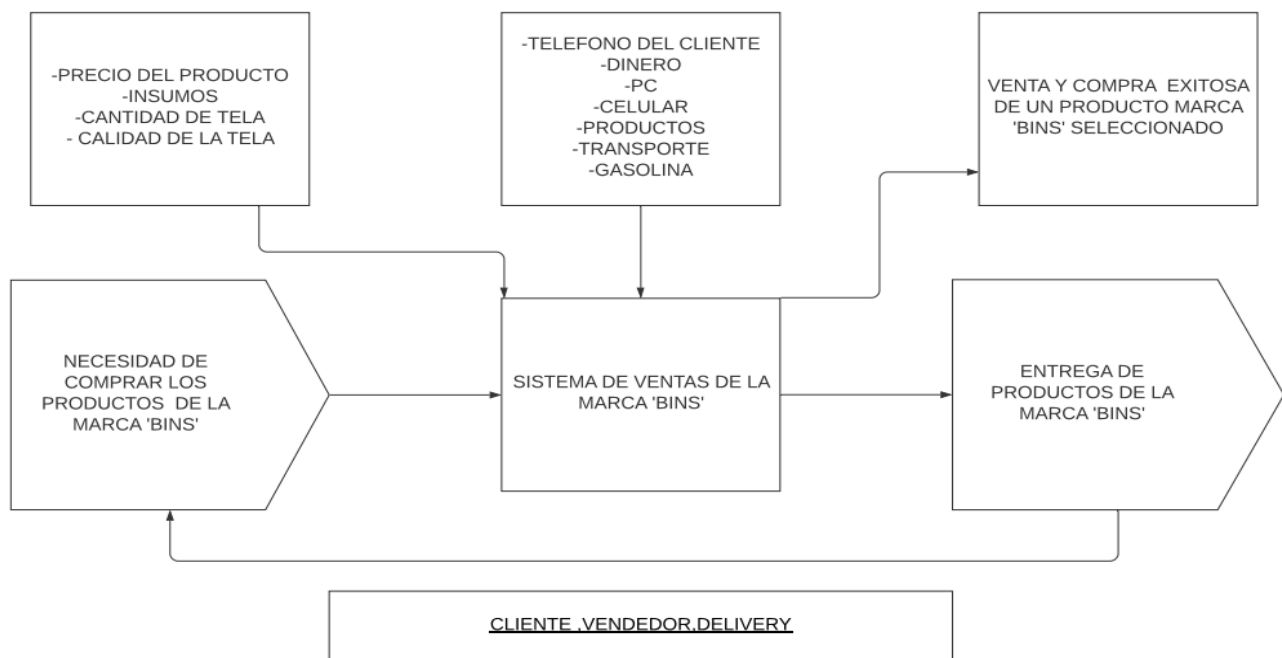 -PRECIO DEL PRODUCTO
-INSUMOS
-CANTIDAD DE TELA
- CALIDAD DE LA TELA
-TELEFONO DEL CLIENTE
-DINERO
-PC
-CELULAR
-PRODUCTOS
-TRANSPORTE
-GASOLINA
VENTA Y COMPRA  EXITOSA
DE UN PRODUCTO MARCA
'BINS' SELECCIONADO
NECESIDAD DE
COMPRAR LOS
PRODUCTOS  DE LA
MARCA 'BINS'
SISTEMA DE VENTAS DE LA
MARCA 'BINS'
ENTREGA DE
PRODUCTOS DE LA
MARCA 'BINS'
CLIENTE ,VENDEDOR,DELIVERY